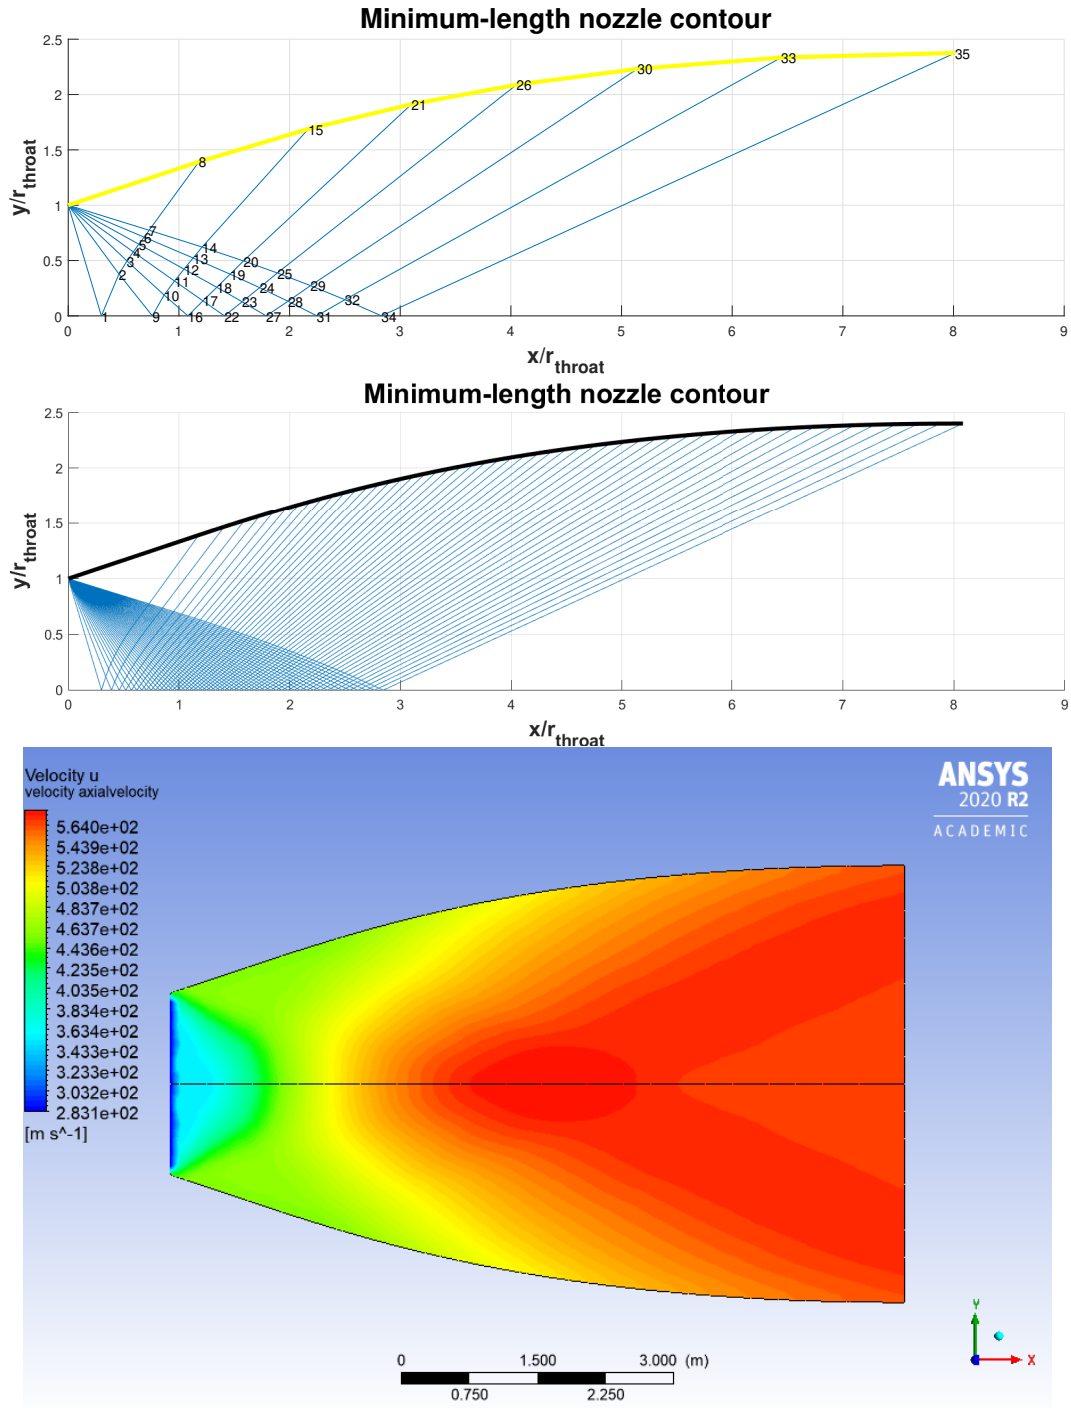 Minimum-length nozzle contour
2.5
2
1.5
1
0.5
0
y/r_throat
8
15
21
26
30
33
35
1
2
3
4
5
6
7
9
10
11
12
13
14
16
17
18
19
20
22
23
24
25
27
28
29
31
32
34
0 1 2 3 4 5 6 7 8 9
x/r_throat
Minimum-length nozzle contour
2.5
2
1.5
1
0.5
0
y/r_throat
0 1 2 3 4 5 6 7 8 9
x/r_throat
Velocity u
velocity axialvelocity
5.640e+02
5.439e+02
5.238e+02
5.038e+02
4.837e+02
4.637e+02
4.436e+02
4.235e+02
4.035e+02
3.834e+02
3.634e+02
3.433e+02
3.233e+02
3.032e+02
2.831e+02
[m s^-1]
ANSYS
2020 R2
ACADEMIC
0 1.500 3.000 (m)
0.750 2.250
Y
X